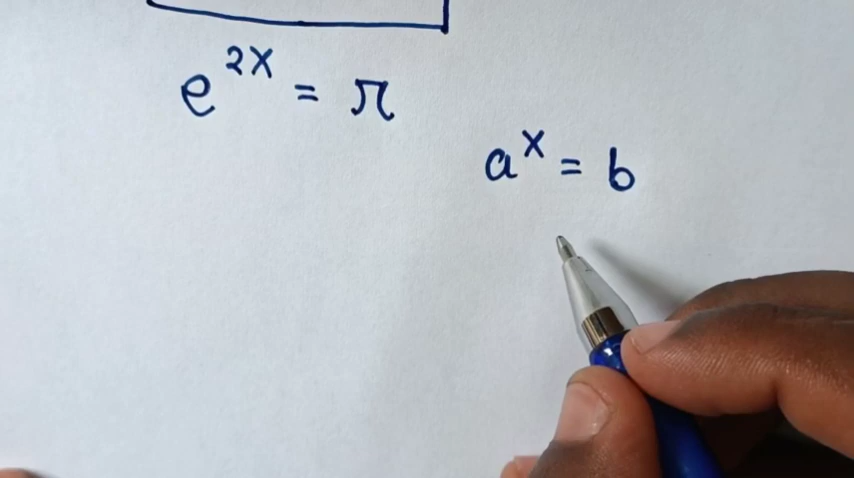 e^{2x} = π
a^x = b